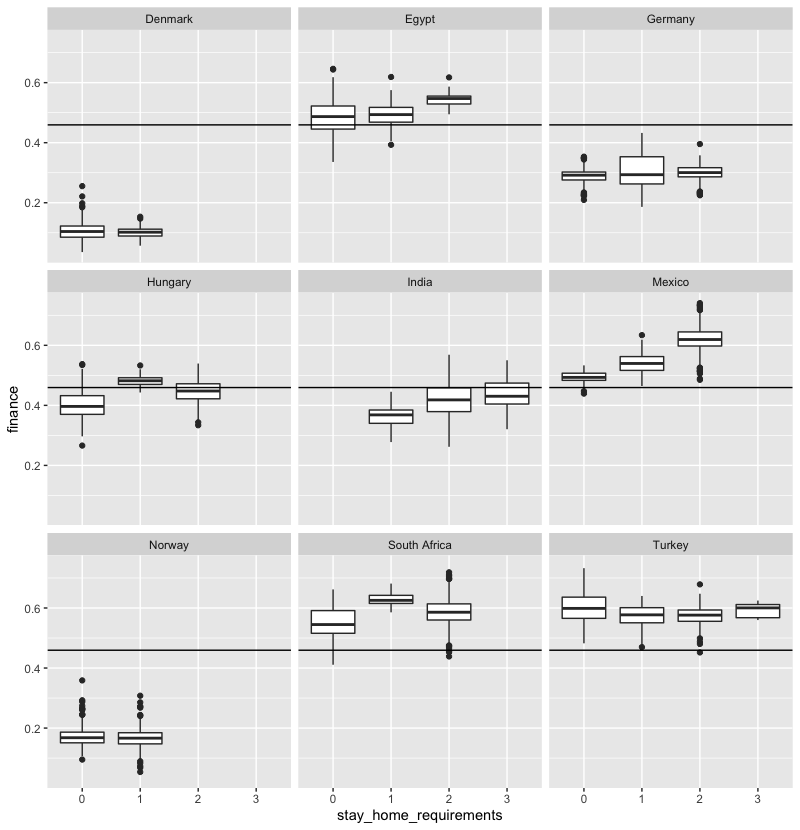 Denmark Egypt Germany
0.6
0.4
0.2
Hungary India Mexico
0.6
0.4
0.2
finance
Norway South Africa Turkey
0.6
0.4
0.2
0 1 2 3 0 1 2 3 0 1 2 3
stay_home_requirements